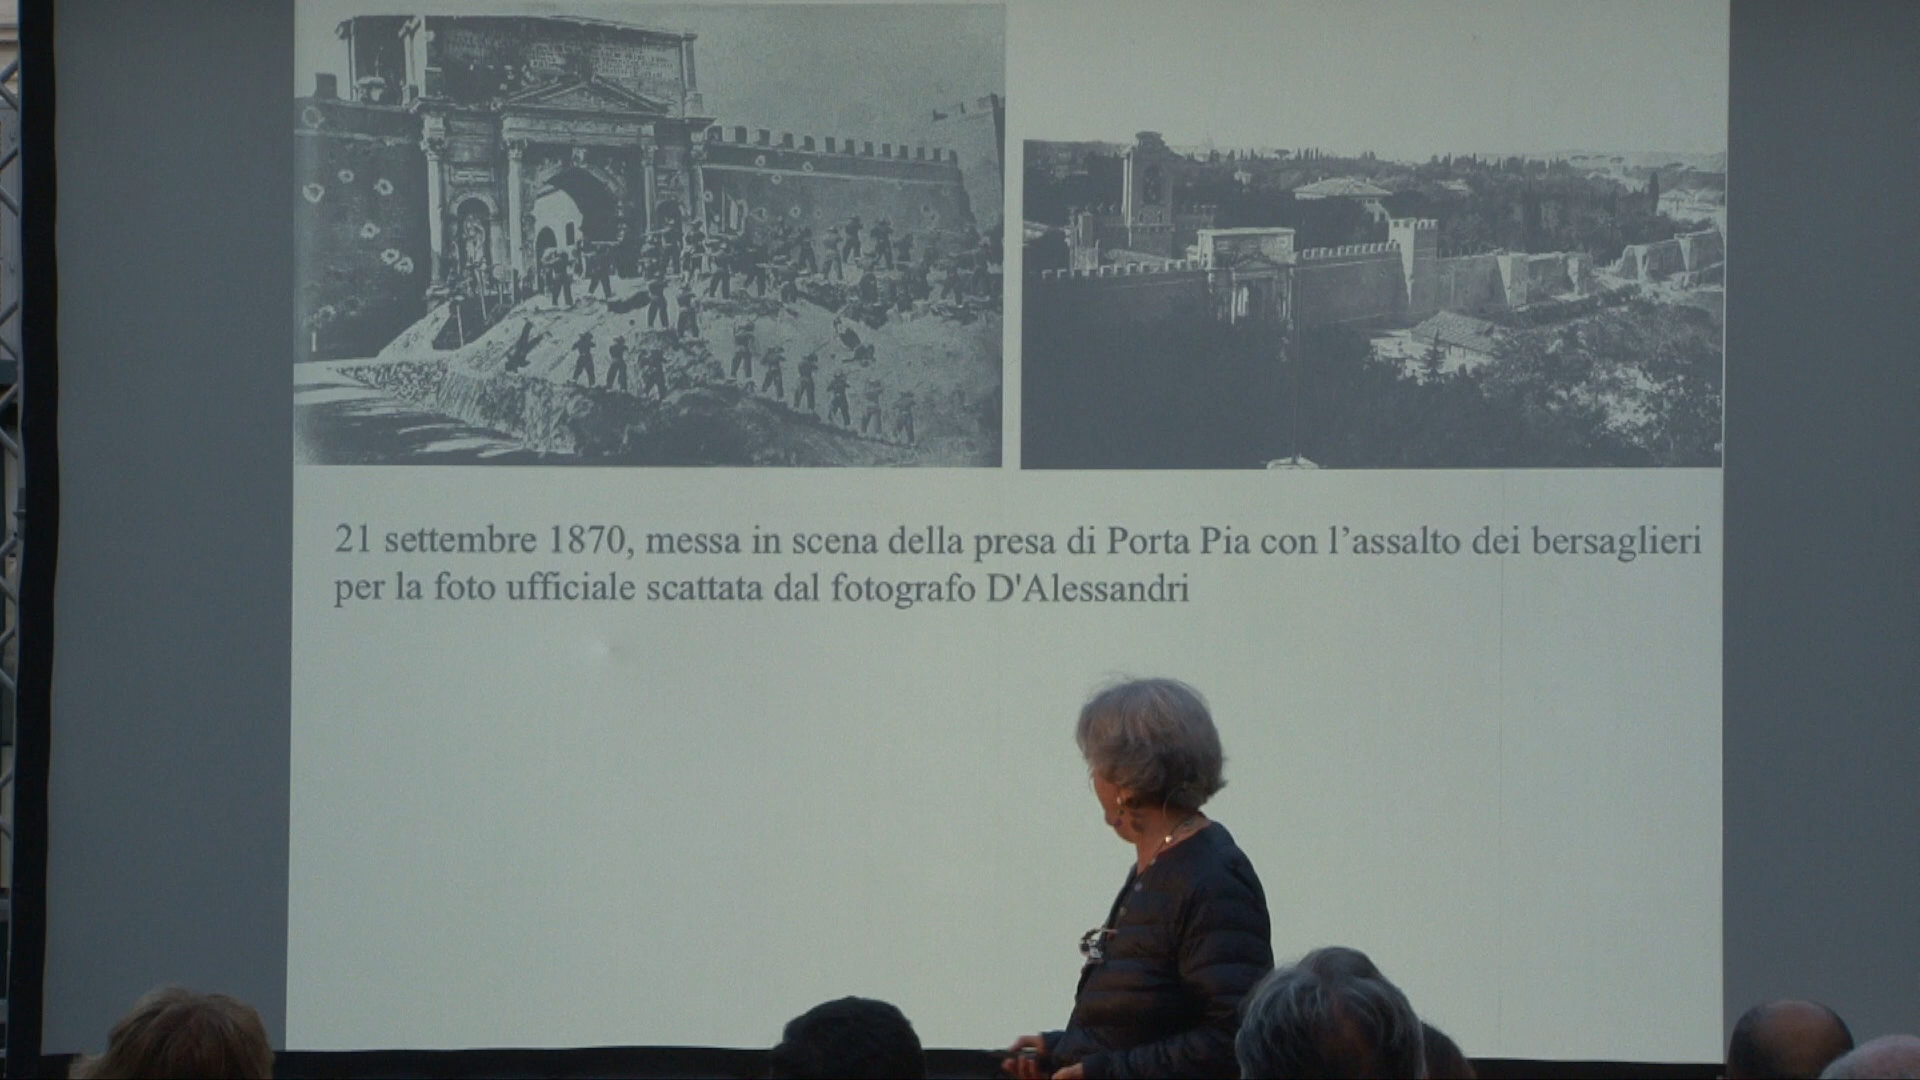 21 settembre 1870, messa in scena della presa di Porta Pia con l’assalto dei bersaglieri
per la foto ufficiale scattata dal fotografo D'Alessandri